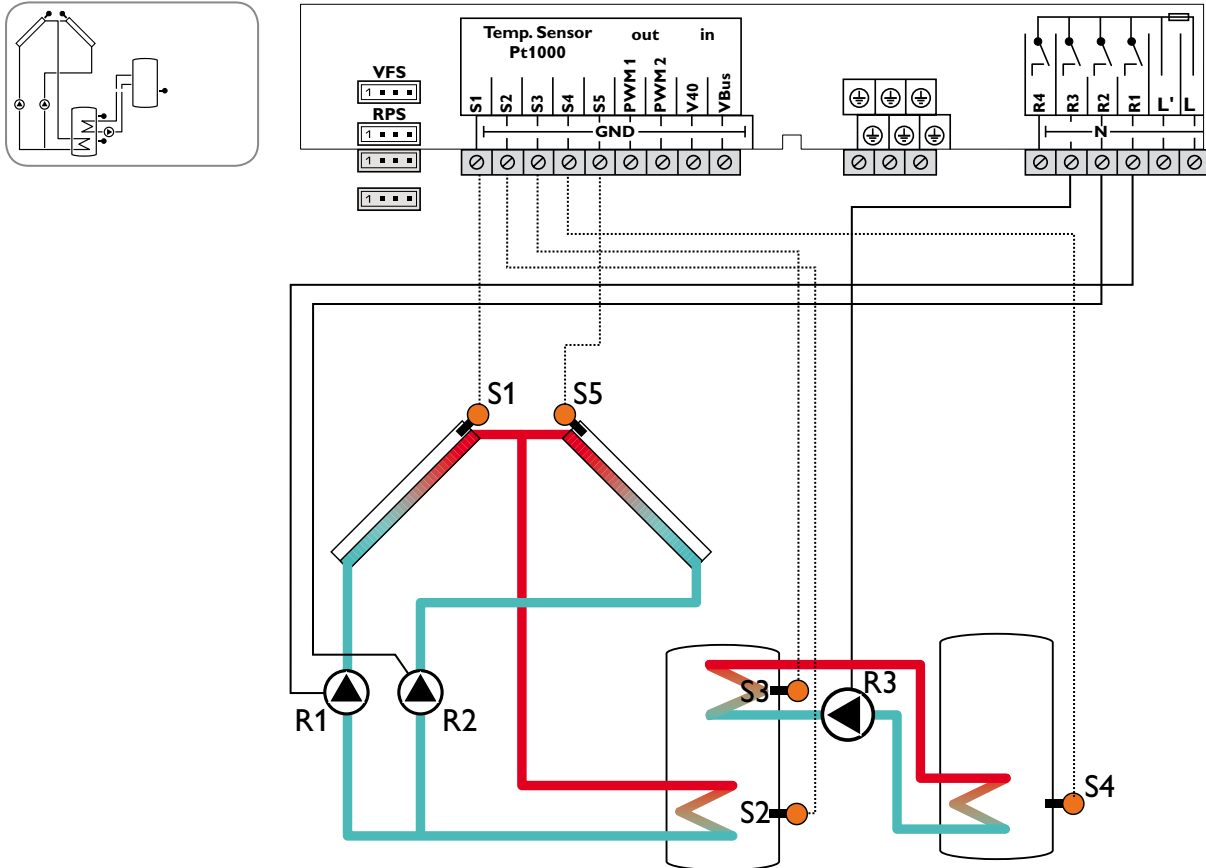 Temp. Sensor out in
Pt1000
VFS
1
RPS
1
1
1
S1 S2 S3 S4 S5 PWM1 PWM2 V40 VBus
GND
R4 R3 R2 R1 L' L
N
S1 S5
R1 R2
S3 R3
S2 S4